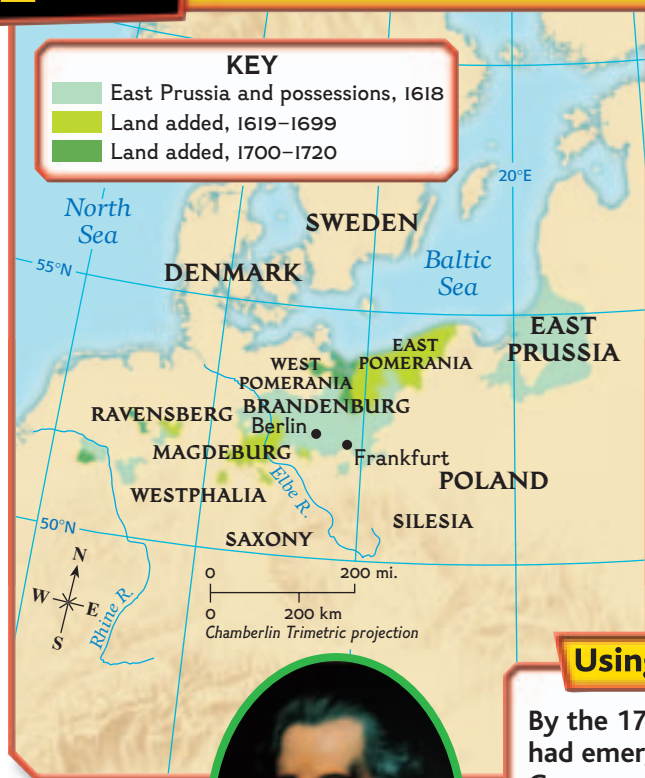 KEY
East Prussia and possessions, 1618
Land added, 1619–1699
Land added, 1700–1720
20°E
North
Sea
SWEDEN
55°N
DENMARK
Baltic
Sea
EAST
PRUSSIA
EAST
POMERANIA
WEST
POMERANIA
RAVENSBERG
BRANDENBURG
Berlin
MAGDEBURG
Frankfurt
Elbe R.
POLAND
WESTPHALIA
SILESIA
50°N
SAXONY
N
W
E
S
Rhine R.
0
200 mi.
0
200 km
Chamberlin Trimetric projection
Using
By the 17
had emer